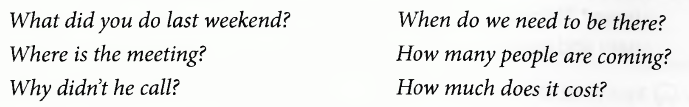 What did you do last weekend?
Where is the meeting?
Why didn't he call?
When do we need to be there?
How many people are coming?
How much does it cost?